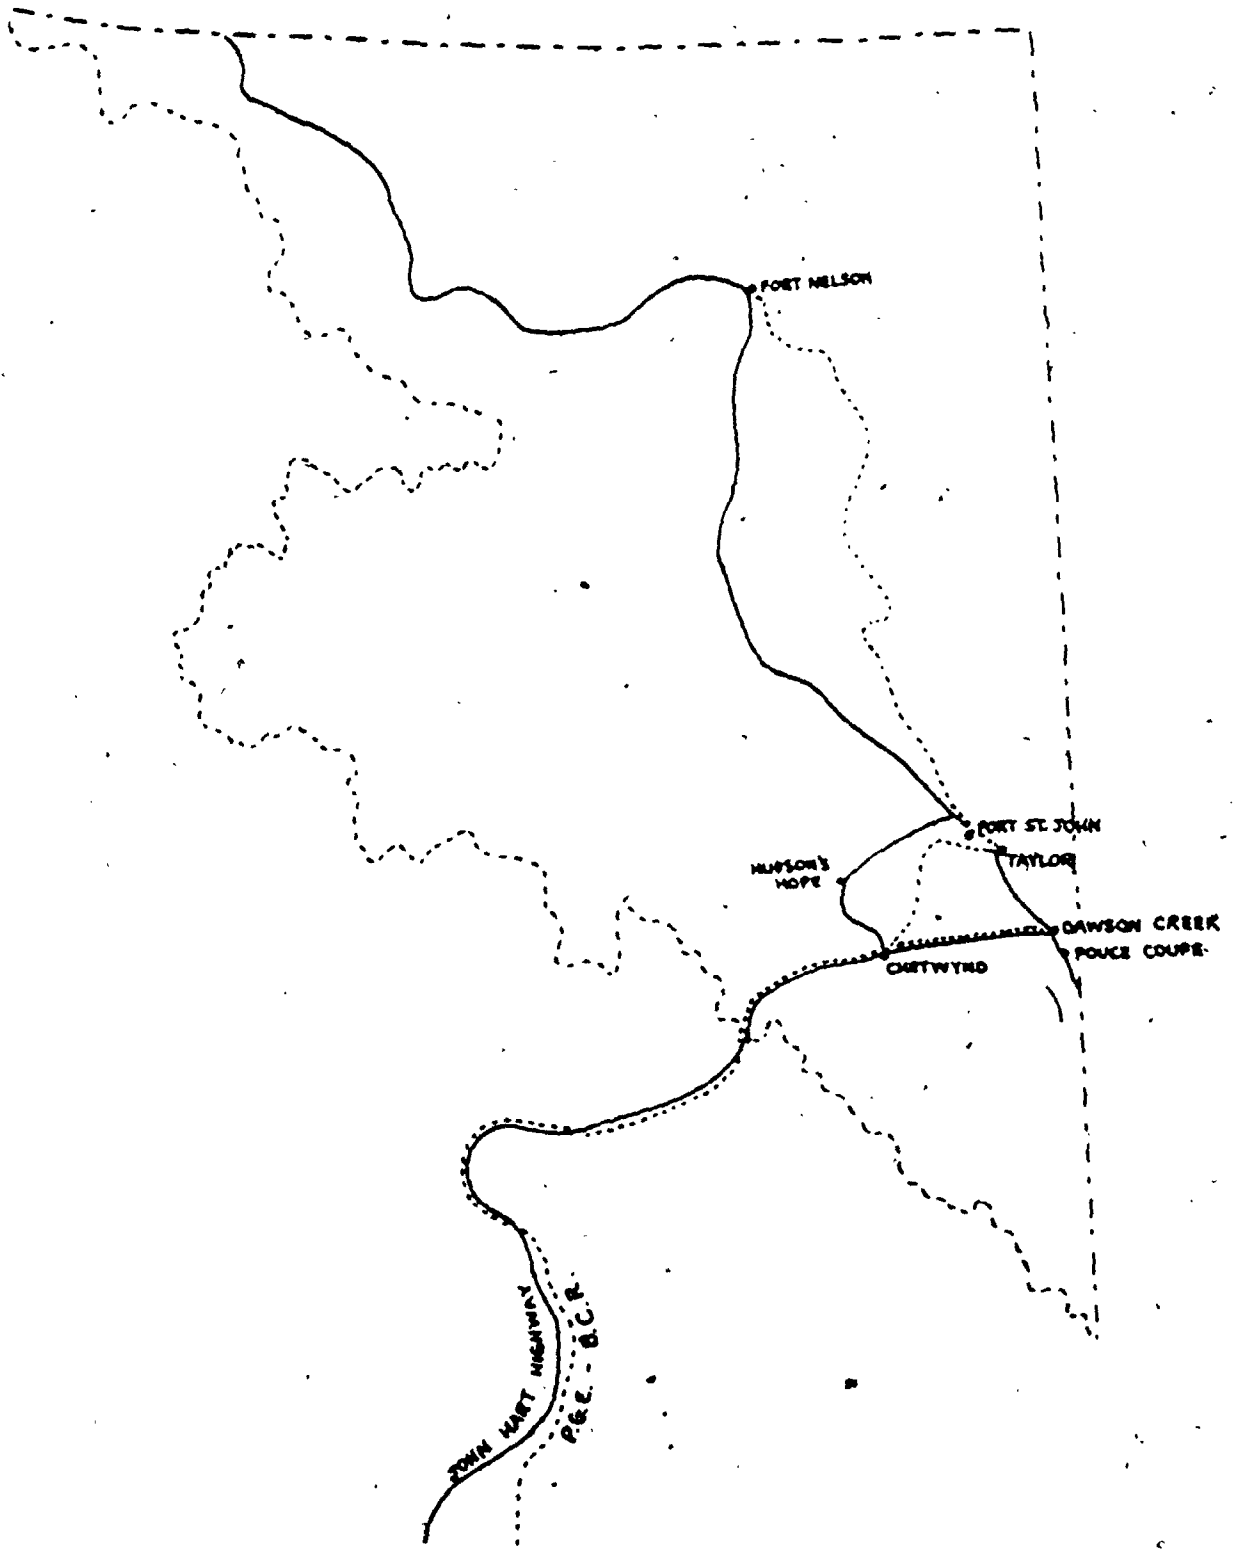 FORT NELSON
FORT ST. JOHN
TAYLOR
HUDSON'S
HOPE
DAWSON CREEK
POUCE COUPE
CHETWYND
JOHN HART HIGHWAY
P.G.E. - B.C.R.